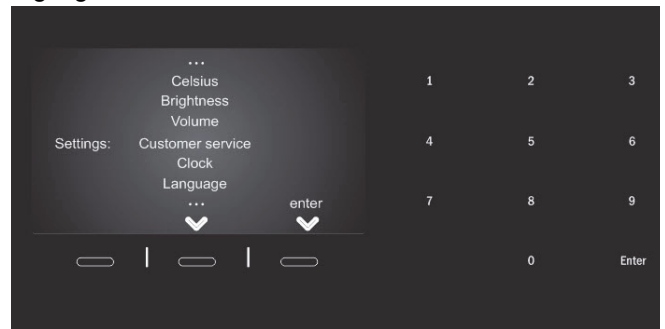 ...
Celsius
Brightness
Volume
Settings: Customer service
Clock
Language
...
enter
1 2 3
4 5 6
7 8 9
0 Enter